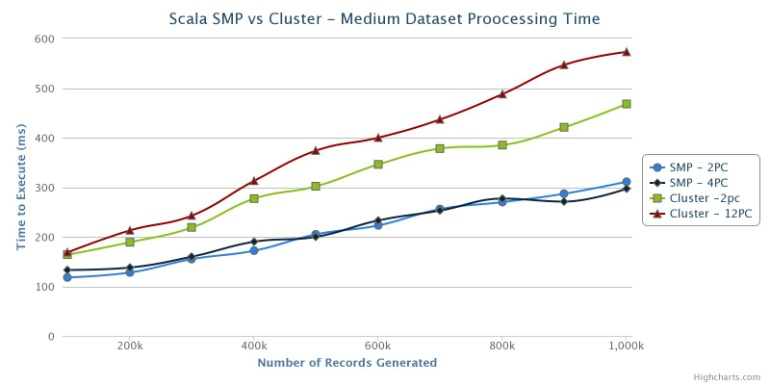 Scala SMP vs Cluster – Medium Dataset Proocessing Time
Time to Execute (ms)
600
500
400
300
200
100
0
200k
400k
600k
800k
1,000k
Number of Records Generated
SMP – 2PC
SMP – 4PC
Cluster –2pc
Cluster – 12PC
Highcharts.com